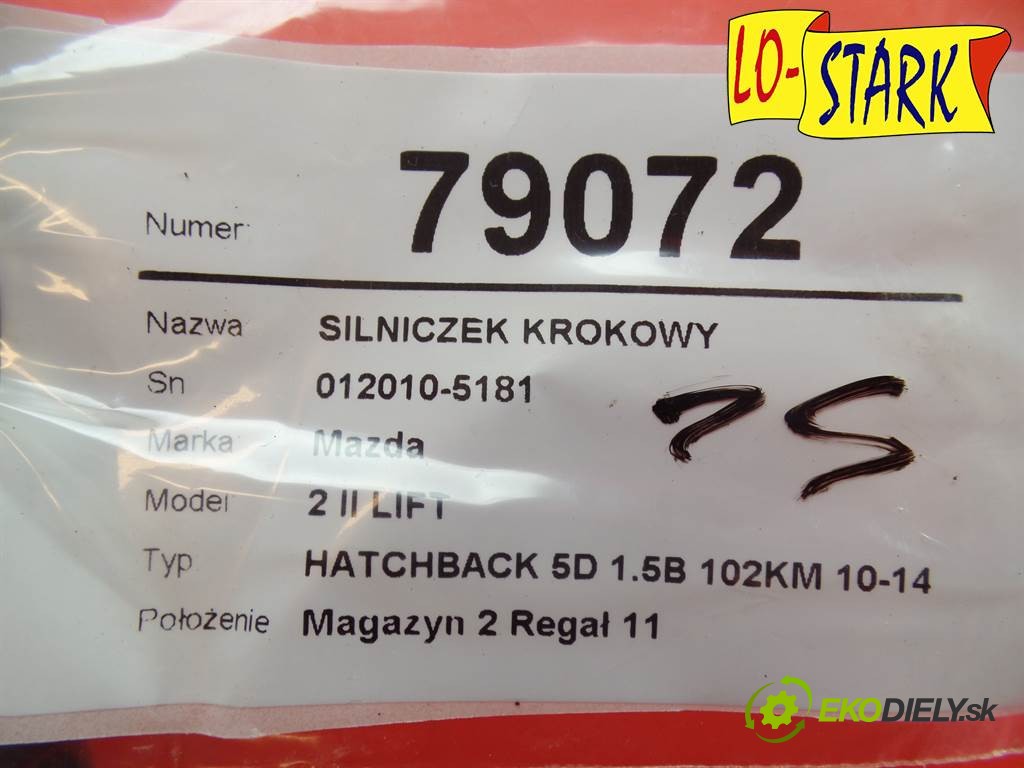 LO-STARK
Numer: 79072
Nazwa SILNICZEK KROKOWY
Sn 012010-5181
75
Marka Mazda
Model 2 II LIFT
Typ HATCHBACK 5D 1.5B 102KM 10-14
Położenie Magazyn 2 Regał 11
EKODIELY.sk